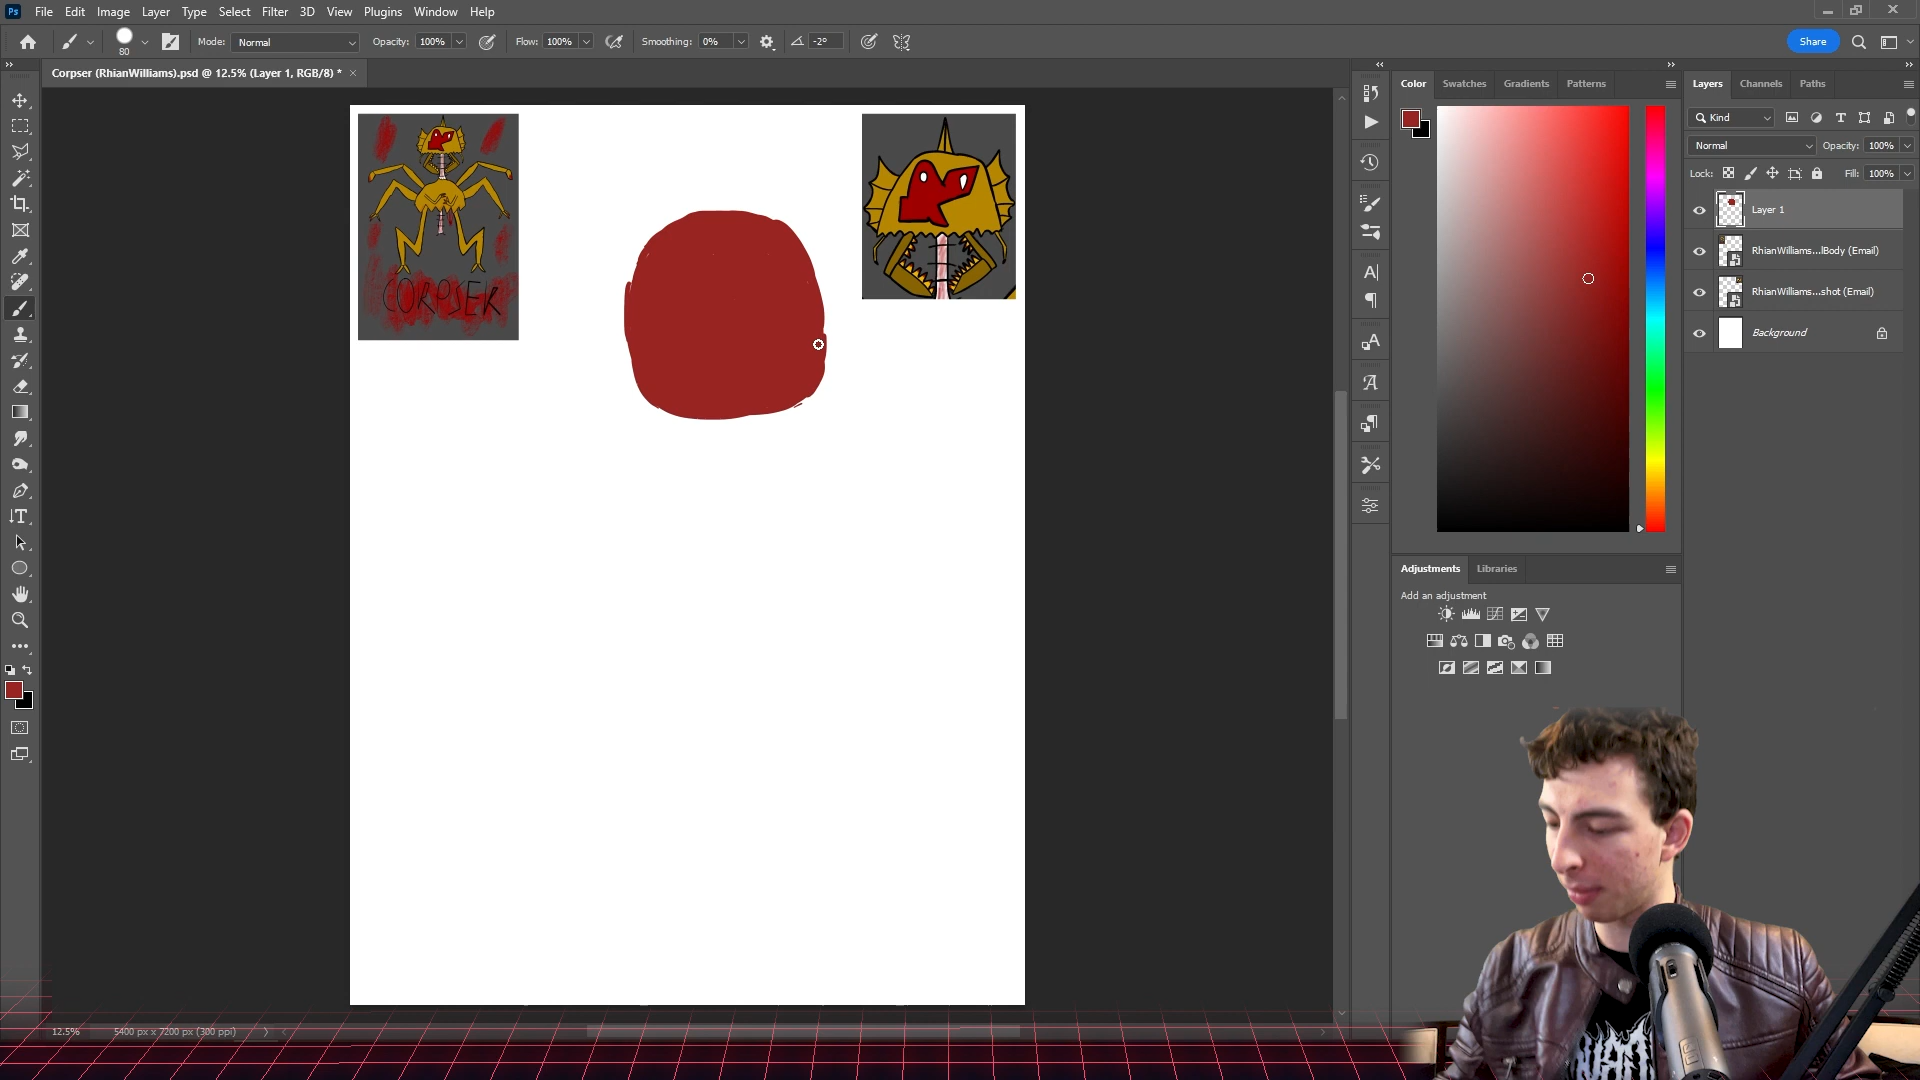 Ps File Edit Image Layer Type Select Filter 3D View Plugins Window Help
80 Mode: Normal Opacity: 100% Flow: 100% Smoothing: 0% -2° Share
Corpser (RhianWilliams).psd @ 12.5% (Layer 1, RGB/8) *
Color Swatches Gradients Patterns
Layers Channels Paths
Kind
Normal Opacity: 100%
Lock: Fill: 100%
Layer 1
RhianWilliams...lBody (Email)
RhianWilliams...shot (Email)
Background
CORPSER
Adjustments Libraries
Add an adjustment
12.5% 5400 px x 7200 px (300 ppi)